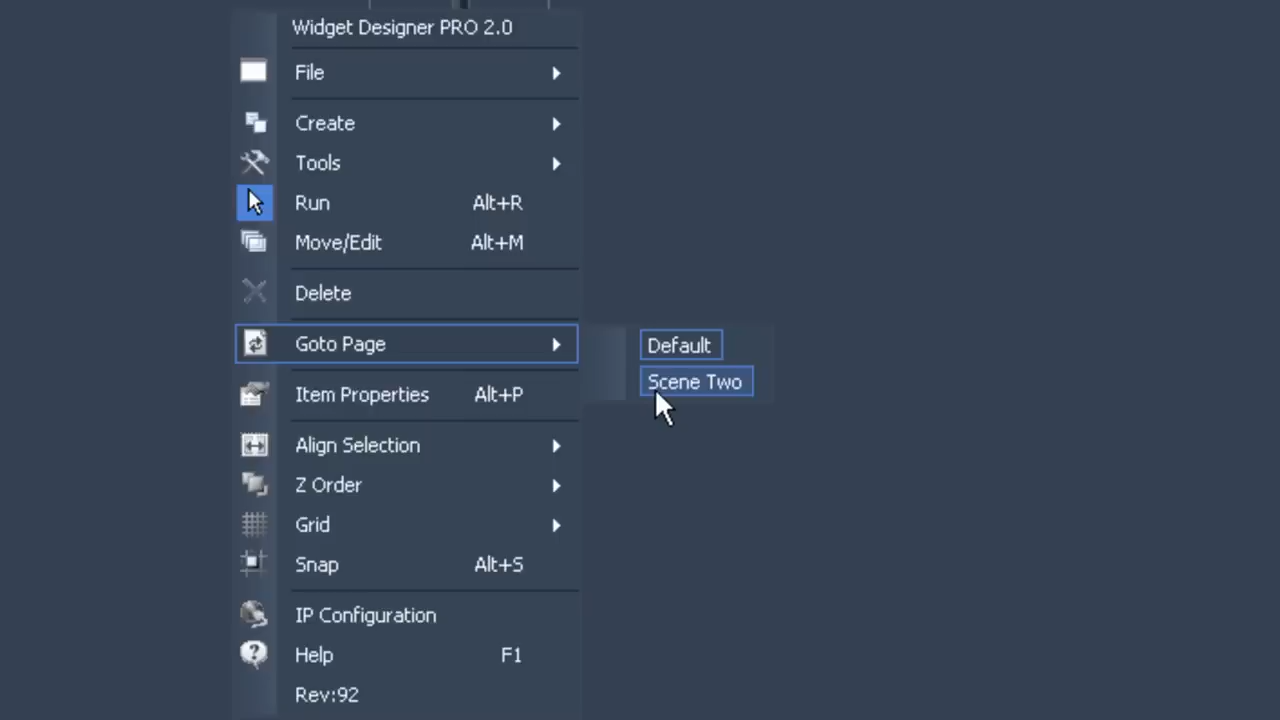 Widget Designer PRO 2.0
File
Create
Tools
Run Alt+R
Move/Edit Alt+M
Delete
Goto Page
Default
Scene Two
Item Properties Alt+P
Align Selection
Z Order
Grid
Snap Alt+S
IP Configuration
Help F1
Rev:92